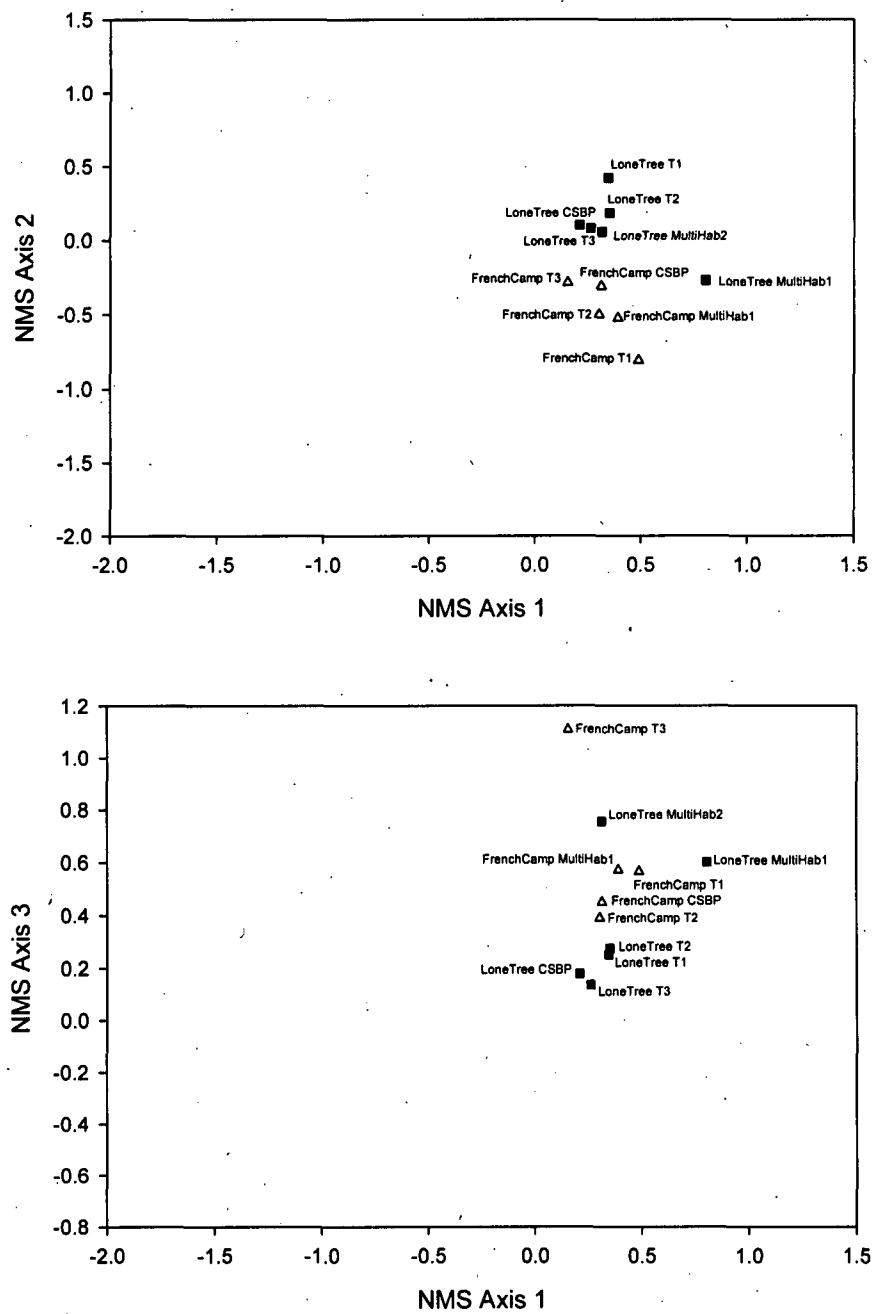 1.5
1.0
0.5
0.0
-0.5
-1.0
-1.5
-2.0
NMS Axis 2
LoneTree T1
LoneTree T2
LoneTree CSBP
LoneTree T3
LoneTree MultiHab2
FrenchCamp T3
FrenchCamp CSBP
LoneTree MultiHab1
FrenchCamp T2
FrenchCamp MultiHab1
FrenchCamp T1
-2.0 -1.5 -1.0 -0.5 0.0 0.5 1.0 1.5
NMS Axis 1
1.2
1.0
0.8
0.6
0.4
0.2
0.0
-0.2
-0.4
-0.6
-0.8
NMS Axis 3
FrenchCamp T3
LoneTree MultiHab2
FrenchCamp MultiHab1
LoneTree MultiHab1
FrenchCamp T1
FrenchCamp CSBP
FrenchCamp T2
LoneTree T2
LoneTree T1
LoneTree CSBP
LoneTree T3
-2.0 -1.5 -1.0 -0.5 0.0 0.5 1.0 1.5
NMS Axis 1